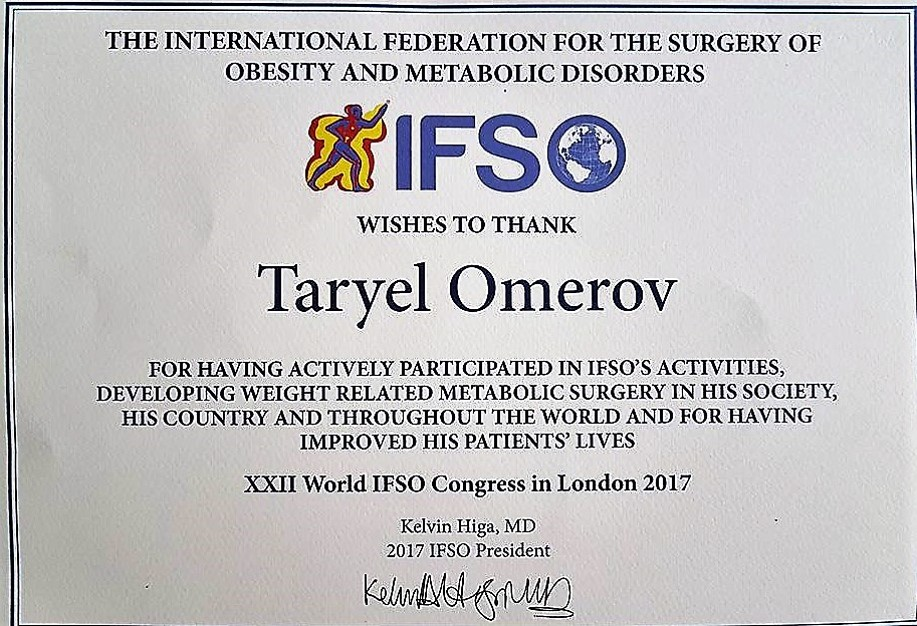 THE INTERNATIONAL FEDERATION FOR THE SURGERY OF
OBESITY AND METABOLIC DISORDERS
IFSO
WISHES TO THANK
Taryel Omerov
FOR HAVING ACTIVELY PARTICIPATED IN IFSO'S ACTIVITIES,
DEVELOPING WEIGHT RELATED METABOLIC SURGERY IN HIS SOCIETY,
HIS COUNTRY AND THROUGHOUT THE WORLD AND FOR HAVING
IMPROVED HIS PATIENTS' LIVES
XXII World IFSO Congress in London 2017
Kelvin Higa, MD
2017 IFSO President